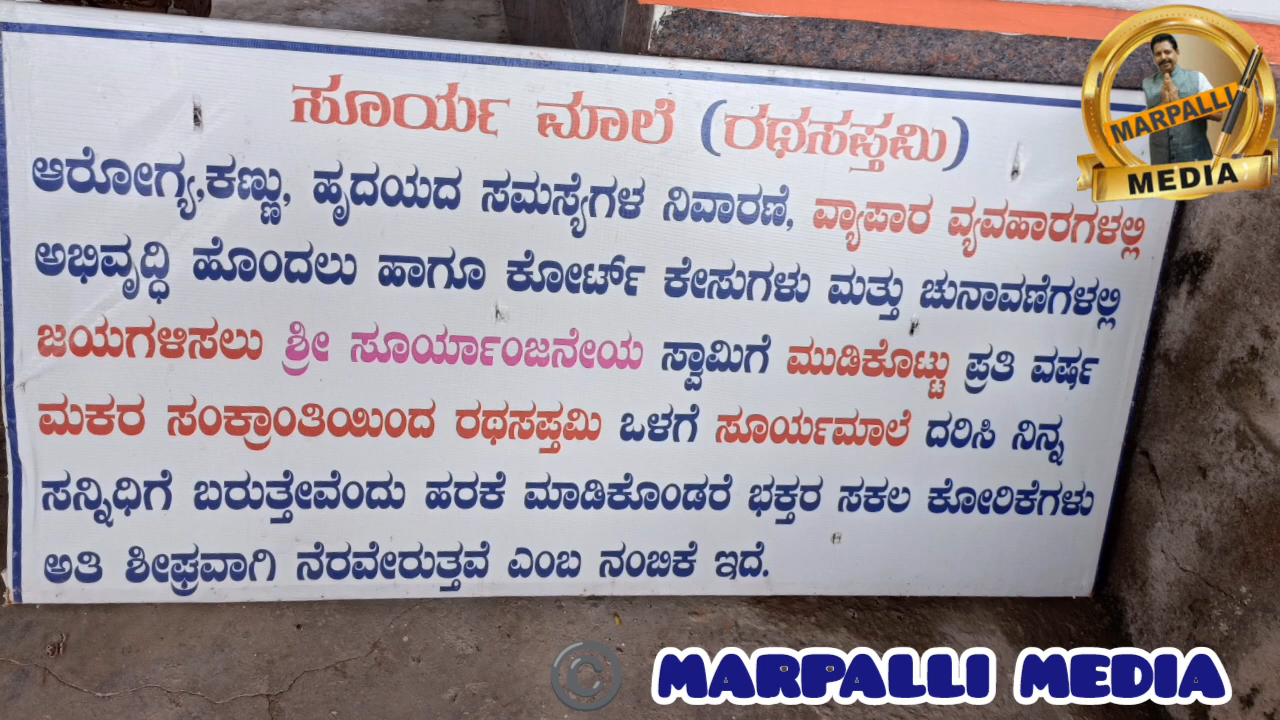 ಸೂರ್ಯ ಮಾಲೆ (ರಥಸಪ್ತಮಿ)
ಆರೋಗ್ಯ,ಕಣ್ಣು, ಹೃದಯದ ಸಮಸ್ಯೆಗಳ ನಿವಾರಣೆ, ವ್ಯಾಪಾರ ವ್ಯವಹಾರಗಳಲ್ಲಿ
ಅಭಿವೃದ್ಧಿ ಹೊಂದಲು ಹಾಗೂ ಕೋರ್ಟ್ ಕೇಸುಗಳು ಮತ್ತು ಚುನಾವಣೆಗಳಲ್ಲಿ
ಜಯಗಳಿಸಲು ಶ್ರೀ ಸೂರ್ಯಾಂಜನೇಯ ಸ್ವಾಮಿಗೆ ಮುಡಿಕೊಟ್ಟು ಪ್ರತಿ ವರ್ಷ
ಮಕರ ಸಂಕ್ರಾಂತಿಯಿಂದ ರಥಸಪ್ತಮಿ ಒಳಗೆ ಸೂರ್ಯಮಾಲೆ ದರಿಸಿ ನಿನ್ನ
ಸನ್ನಿಧಿಗೆ ಬರುತ್ತೇವೆಂದು ಹರಕೆ ಮಾಡಿಕೊಂಡರೆ ಭಕ್ತರ ಸಕಲ ಕೋರಿಕೆಗಳು
ಅತಿ ಶೀಘ್ರವಾಗಿ ನೆರವೇರುತ್ತವೆ ಎಂಬ ನಂಬಿಕೆ ಇದೆ.
MARPALLI
MEDIA
© MARPALLI MEDIA